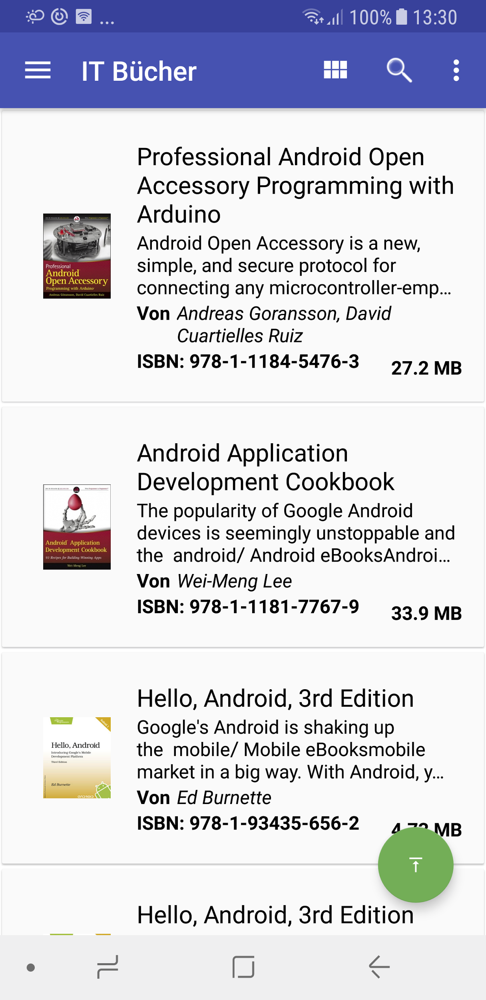 ... 100% 13:30
IT Bücher
Professional Android Open
Accessory Programming with
Arduino
Android Open Accessory is a new,
simple, and secure protocol for
connecting any microcontroller-emp...
Von Andreas Goransson, David
Cuartielles Ruiz
ISBN: 978-1-1184-5476-3
27.2 MB
Professional
Android
Open Accessory
Programming with Arduino
Andreas Göransson, David Cuartielles Ruiz
Android Application
Development Cookbook
The popularity of Google Android
devices is seemingly unstoppable and
the  android/ Android eBooksAndroi...
Von Wei-Meng Lee
ISBN: 978-1-1181-7767-9
33.9 MB
Android Application
Development Cookbook
93 Recipes for Building Winning Apps
Wei-Meng Lee
Hello, Android, 3rd Edition
Google's Android is shaking up
the  mobile/ Mobile eBooksmobile
market in a big way. With Android, y...
Von Ed Burnette
ISBN: 978-1-93435-656-2
MB
Hello, Android
Introducing Google's Mobile
Development Platform
Third Edition
Ed Burnette
ANDROID
Hello, Android, 3rd Edition